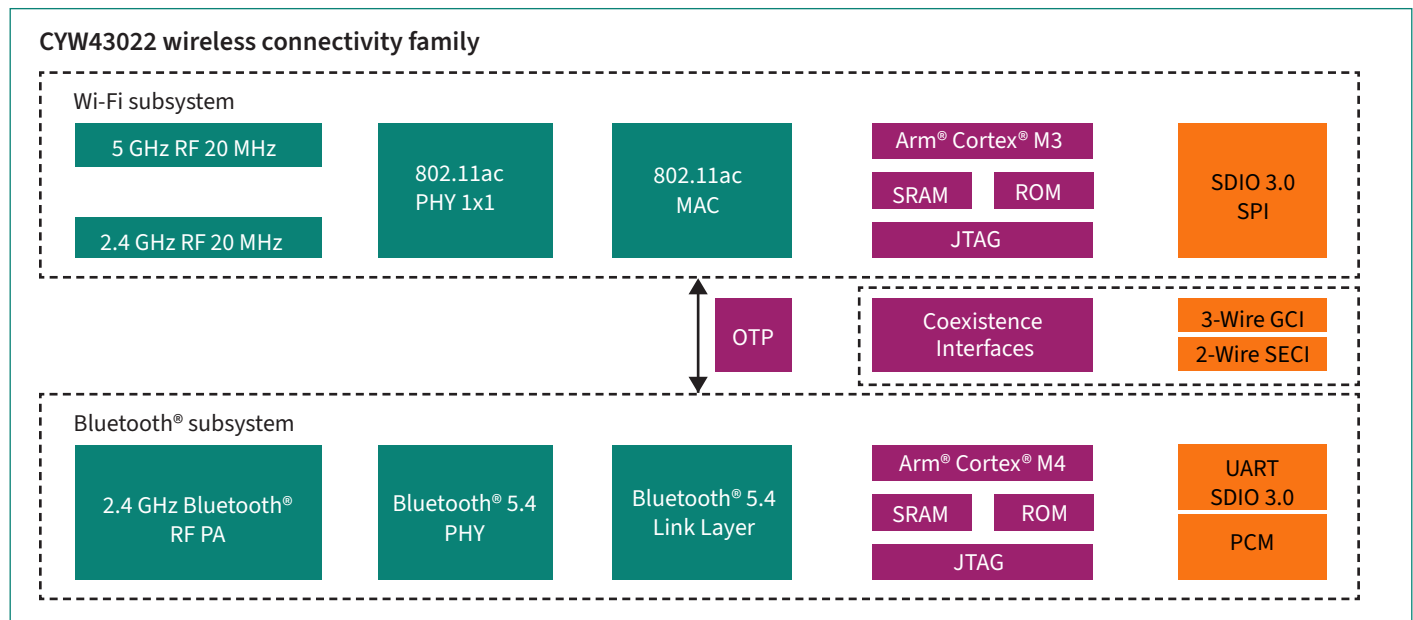 CYW43022 wireless connectivity family
Wi-Fi subsystem
5 GHz RF 20 MHz
2.4 GHz RF 20 MHz
802.11ac
PHY 1x1
802.11ac
MAC
Arm® Cortex® M3
SRAM
ROM
JTAG
SDIO 3.0
SPI
OTP
Coexistence
Interfaces
3-Wire GCI
2-Wire SECI
Bluetooth® subsystem
2.4 GHz Bluetooth®
RF PA
Bluetooth® 5.4
PHY
Bluetooth® 5.4
Link Layer
Arm® Cortex® M4
SRAM
ROM
JTAG
UART
SDIO 3.0
PCM